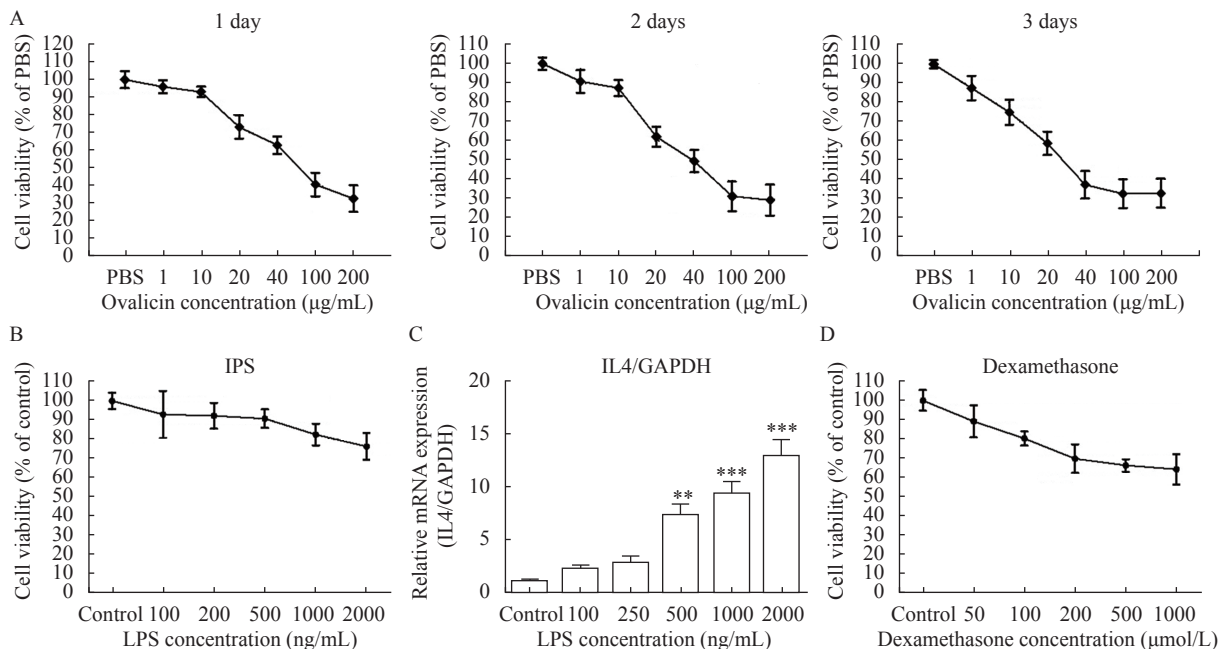 A
1 day
Cell viability (% of PBS)
120
110
100
90
80
70
60
50
40
30
20
10
0
PBS 1 10 20 40 100 200
Ovalicin concentration (μg/mL)
2 days
Cell viability (% of PBS)
110
100
90
80
70
60
50
40
30
20
10
0
PBS 1 10 20 40 100 200
Ovalicin concentration (μg/mL)
3 days
Cell viability (% of PBS)
110
100
90
80
70
60
50
40
30
20
10
0
PBS 1 10 20 40 100 200
Ovalicin concentration (μg/mL)
B
IPS
Cell viability (% of control)
110
100
90
80
70
60
50
40
30
20
10
0
Control 100 200 500 1000 2000
LPS concentration (ng/mL)
C
IL4/GAPDH
Relative mRNA expression
(IL4/GAPDH)
20
15
10
5
0
**
***
***
Control 100 250 500 1000 2000
LPS concentration (ng/mL)
D
Dexamethasone
Cell viability (% of control)
110
100
90
80
70
60
50
40
30
20
10
0
Control 50 100 200 500 1000
Dexamethasone concentration (μmol/L)